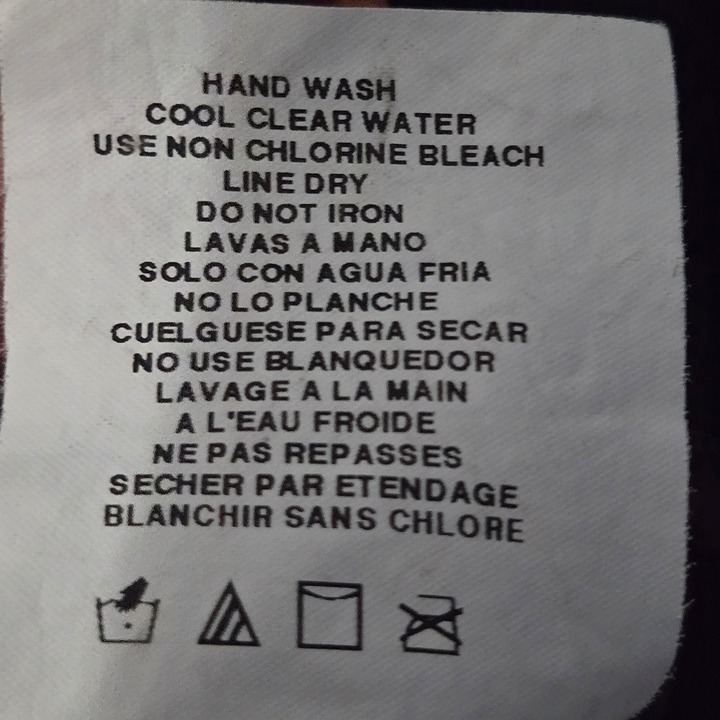 HAND WASH
COOL CLEAR WATER
USE NON CHLORINE BLEACH
LINE DRY
DO NOT IRON
LAVAS A MANO
SOLO CON AGUA FRIA
NO LO PLANCHE
CUELGUESE PARA SECAR
NO USE BLANQUEDOR
LAVAGE A LA MAIN
A L'EAU FROIDE
NE PAS REPASSES
SECHER PAR ETENDAGE
BLANCHIR SANS CHLORE